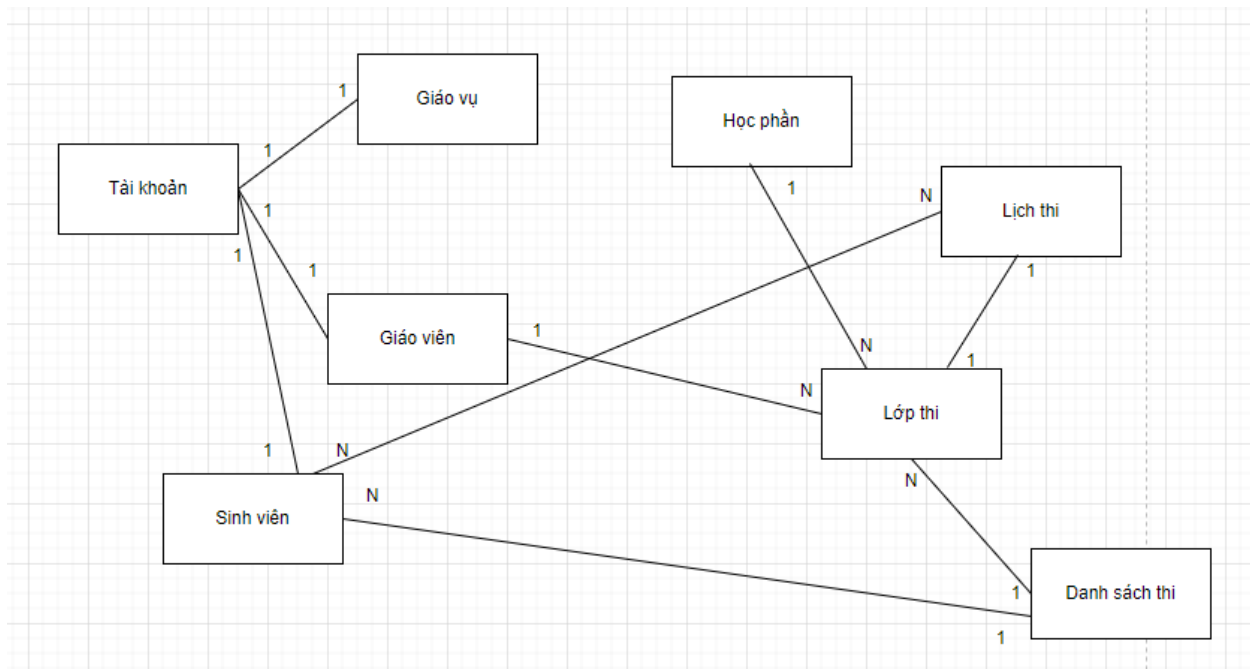 Giáo vụ
1
Học phần
1
Tài khoản
1
N
Lịch thi
1
1
1
1
Giáo viên
1
N
1
N
Lớp thi
1
N
N
N
Sinh viên
1
Danh sách thi
1